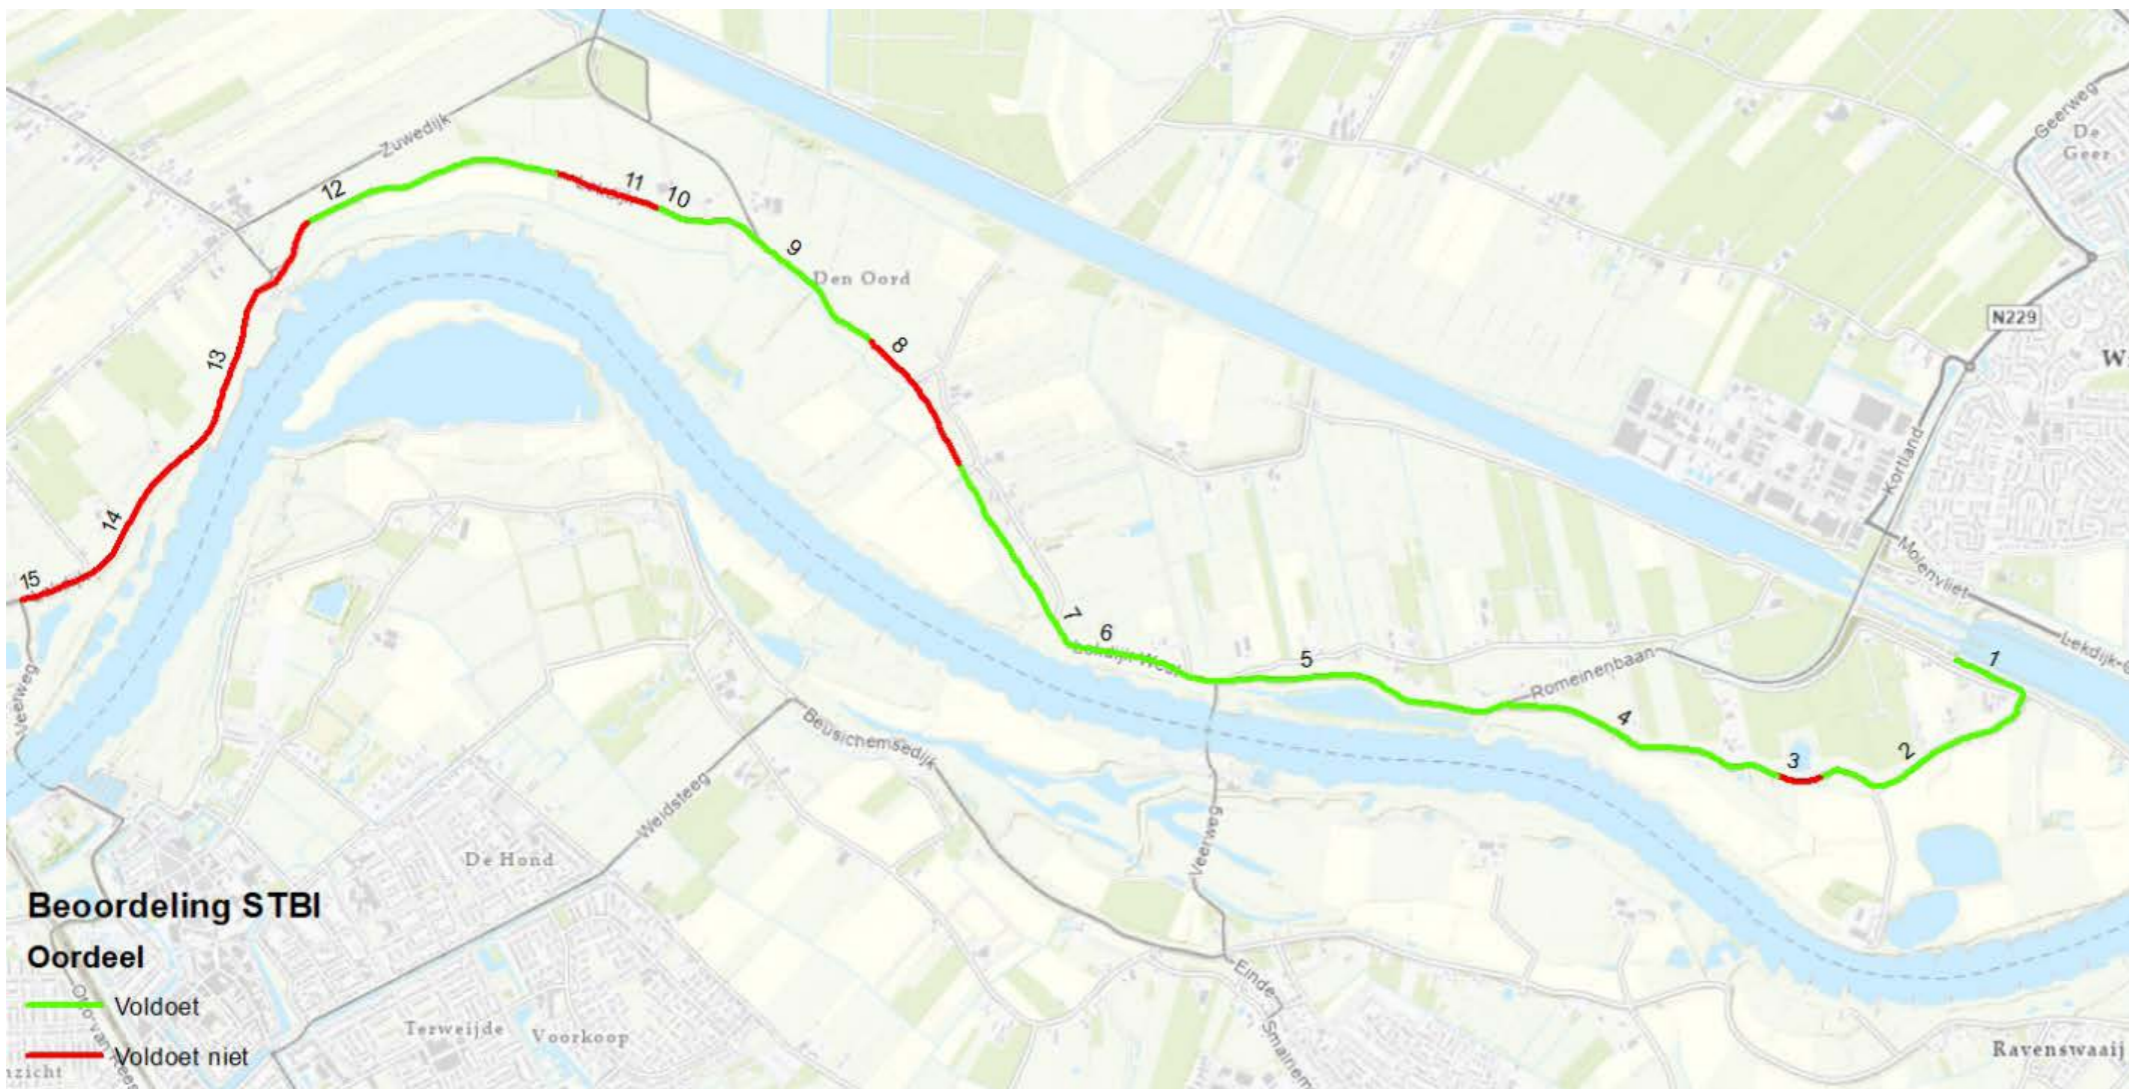 Geerweg
De
Geer
Zuwedijk
12
11
10
9
Den Oord
N229
8
13
Kortland
14
Molenvliet
15
7
6
Lekdijk West
5
Romeinenbaan
1
Veerweg
4
2
3
Beusichemsedijk
Weidsteeg
Veerweg
De Hond
Beoordeling STBI
Oordeel
Voldoet
Voldoet niet
Einde
Terweijde
Voorkoop
Ravenswaaij